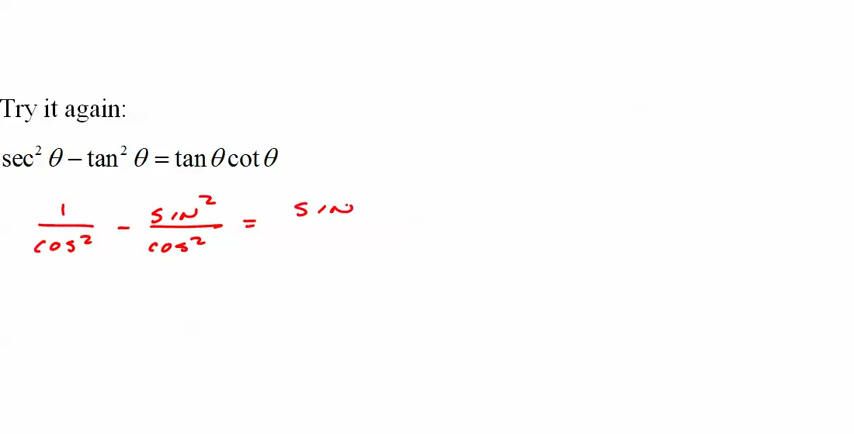 Try it again:
sec² θ − tan² θ = tan θ cot θ
1/cos² − sin²/cos² = sin